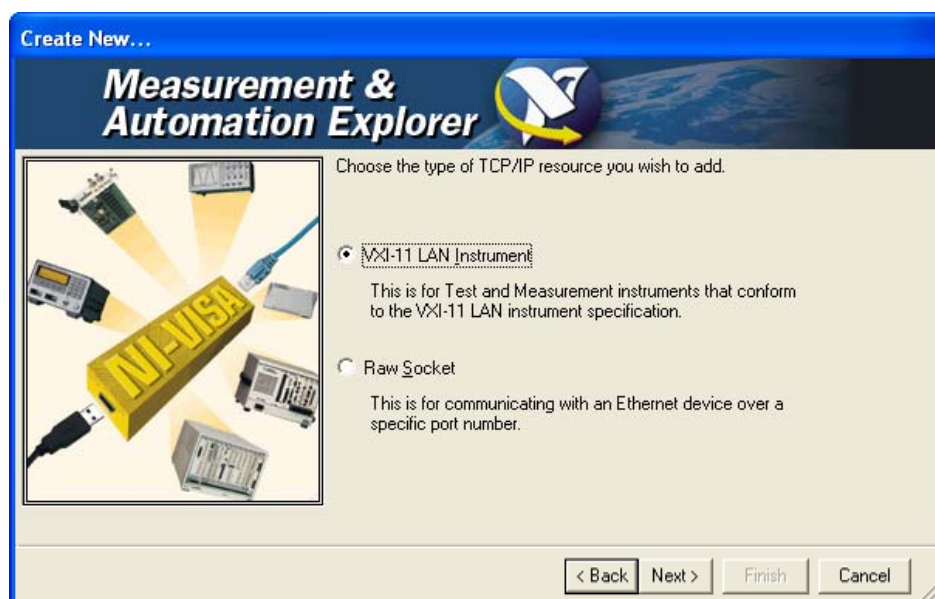 Create New...
Measurement &
Automation Explorer
Choose the type of TCP/IP resource you wish to add.
NI-VISA
VXI-11 LAN Instrument
This is for Test and Measurement instruments that conform
to the VXI-11 LAN instrument specification.
Raw Socket
This is for communicating with an Ethernet device over a
specific port number.
< Back
Next >
Finish
Cancel